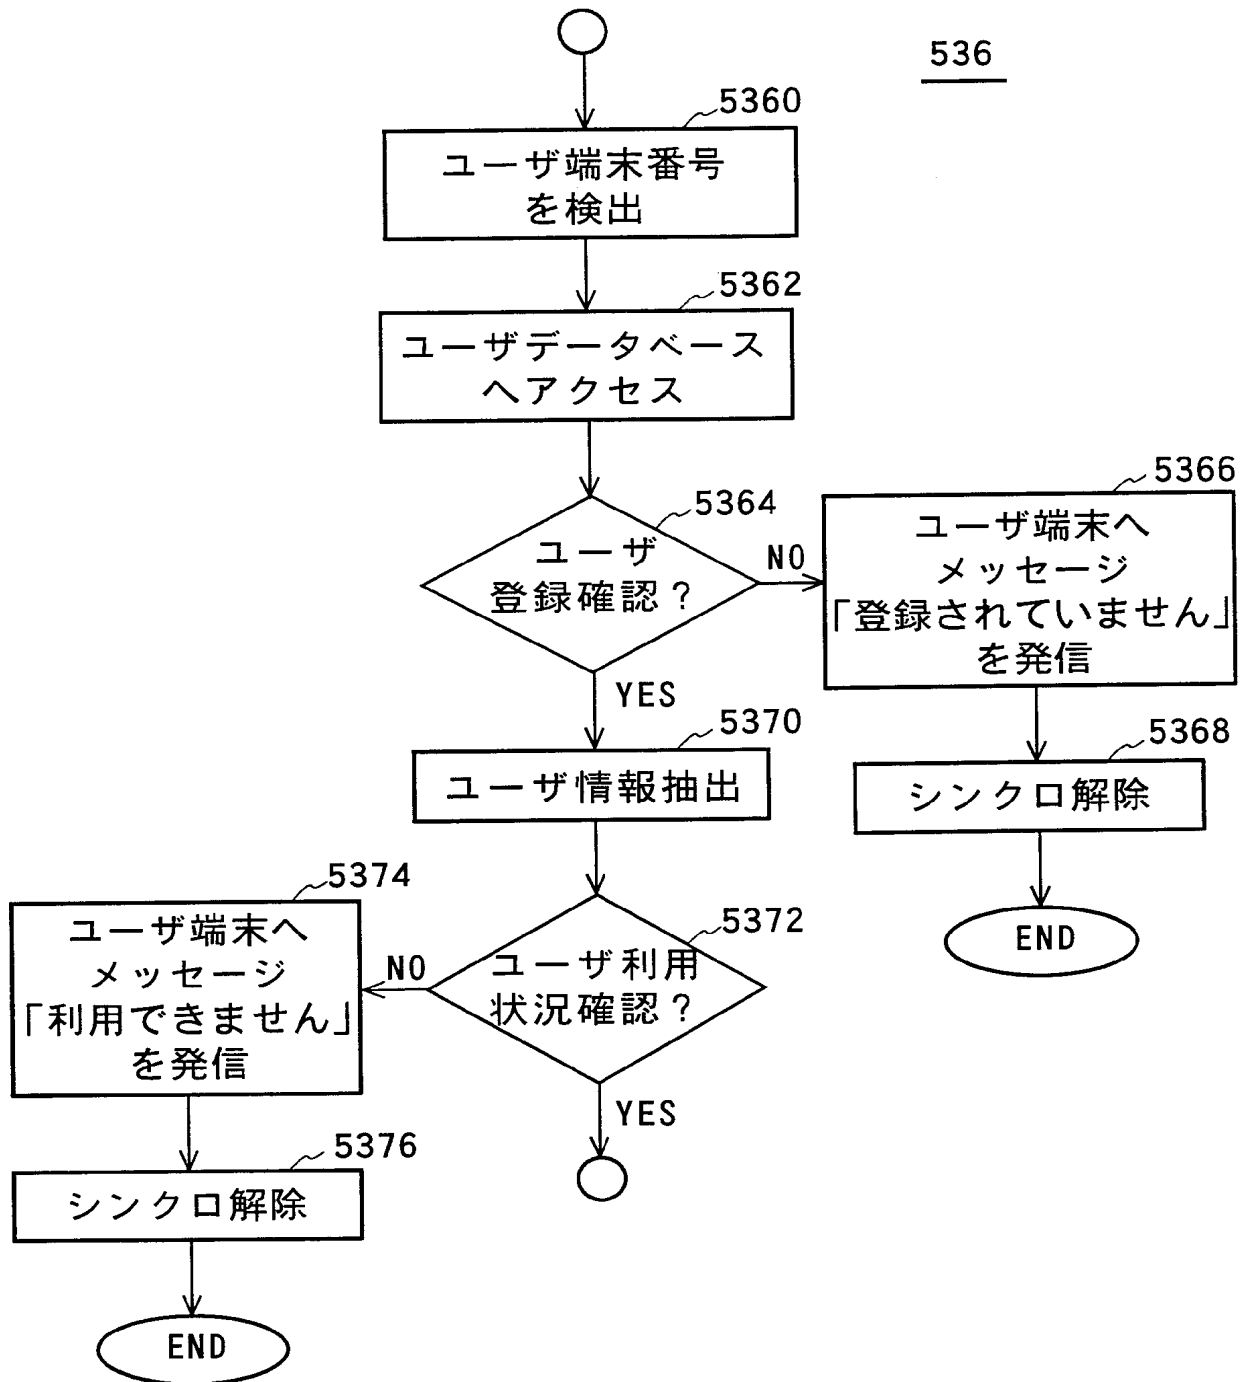 536
5360
ユーザ端末番号
を検出
5362
ユーザデータベース
へアクセス
5364
ユーザ
登録確認？
NO
YES
5366
ユーザ端末へ
メッセージ
「登録されていません」
を発信
5368
シンクロ解除
END
5370
ユーザ情報抽出
5372
ユーザ利用
状況確認？
NO
YES
5374
ユーザ端末へ
メッセージ
「利用できません」
を発信
5376
シンクロ解除
END